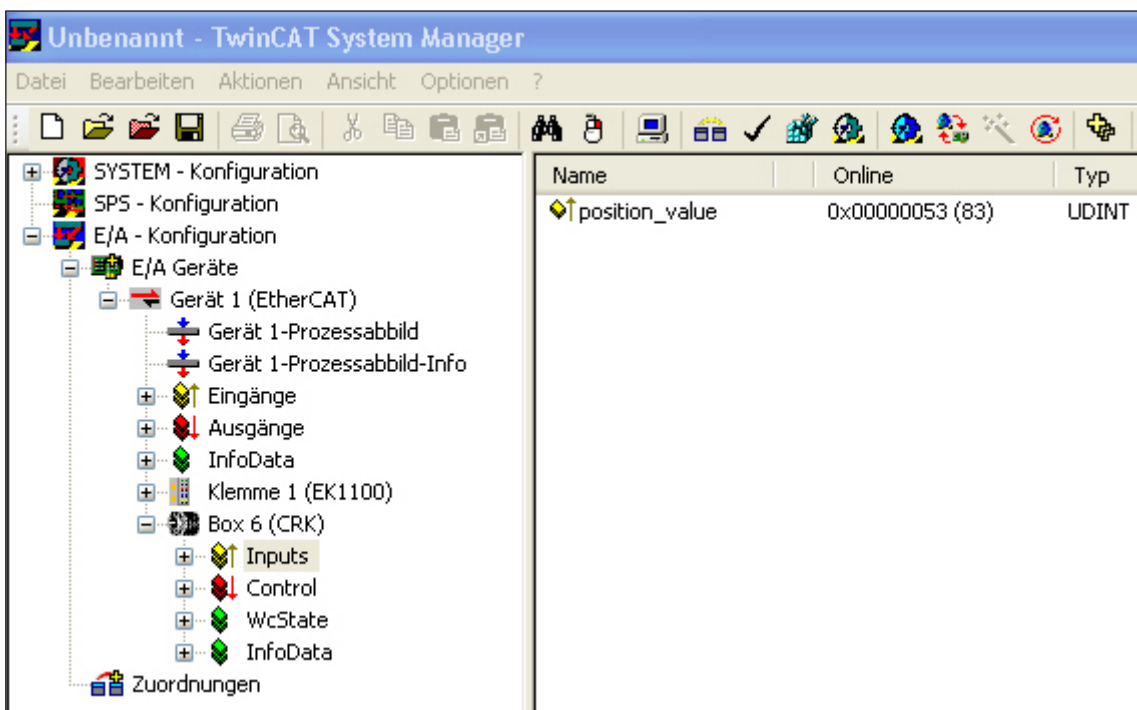 Unbenannt - TwinCAT System Manager
Datei Bearbeiten Aktionen Ansicht Optionen ?
SYSTEM - Konfiguration
SPS - Konfiguration
E/A - Konfiguration
E/A Geräte
Gerät 1 (EtherCAT)
Gerät 1-Prozessabbild
Gerät 1-Prozessabbild-Info
Eingänge
Ausgänge
InfoData
Klemme 1 (EK1100)
Box 6 (CRK)
Inputs
Control
WcState
InfoData
Zuordnungen
Name Online Typ
position_value 0x00000053 (83) UDINT